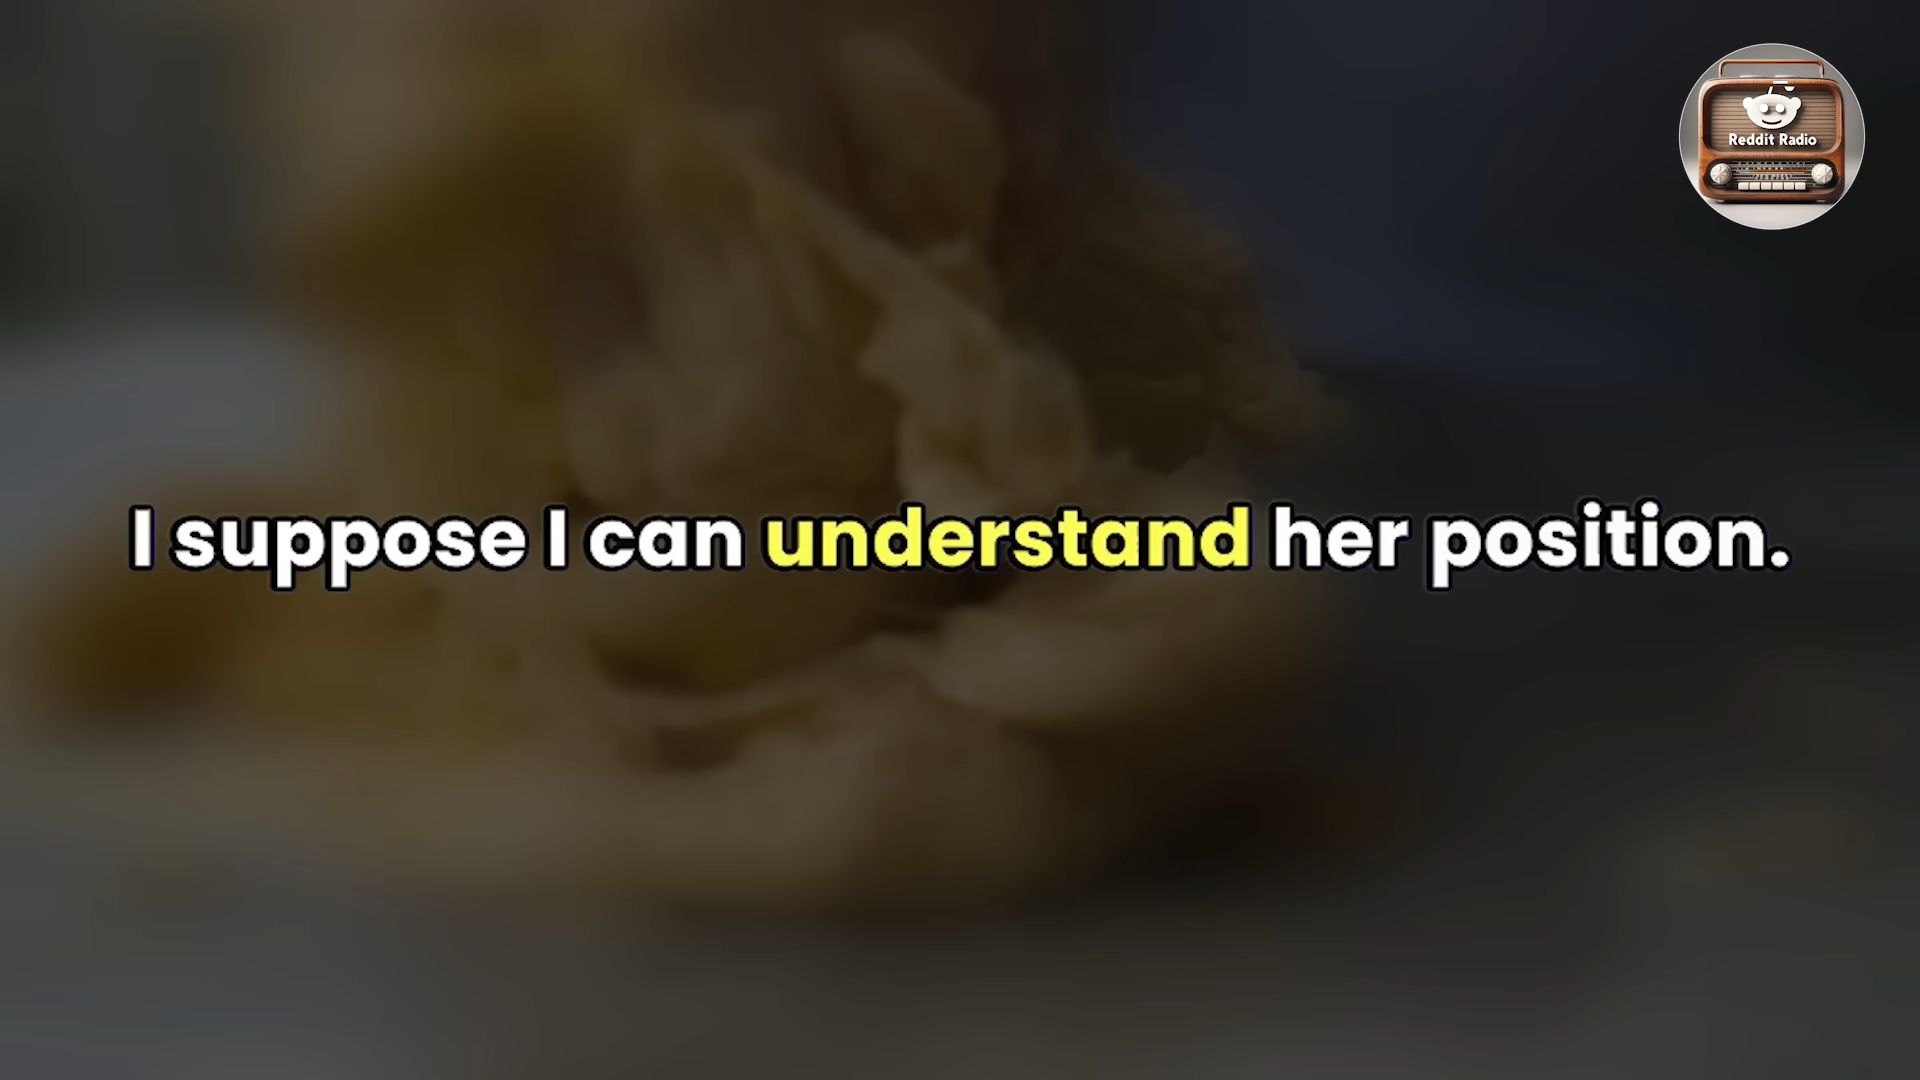 Reddit Radio
I suppose I can understand her position.